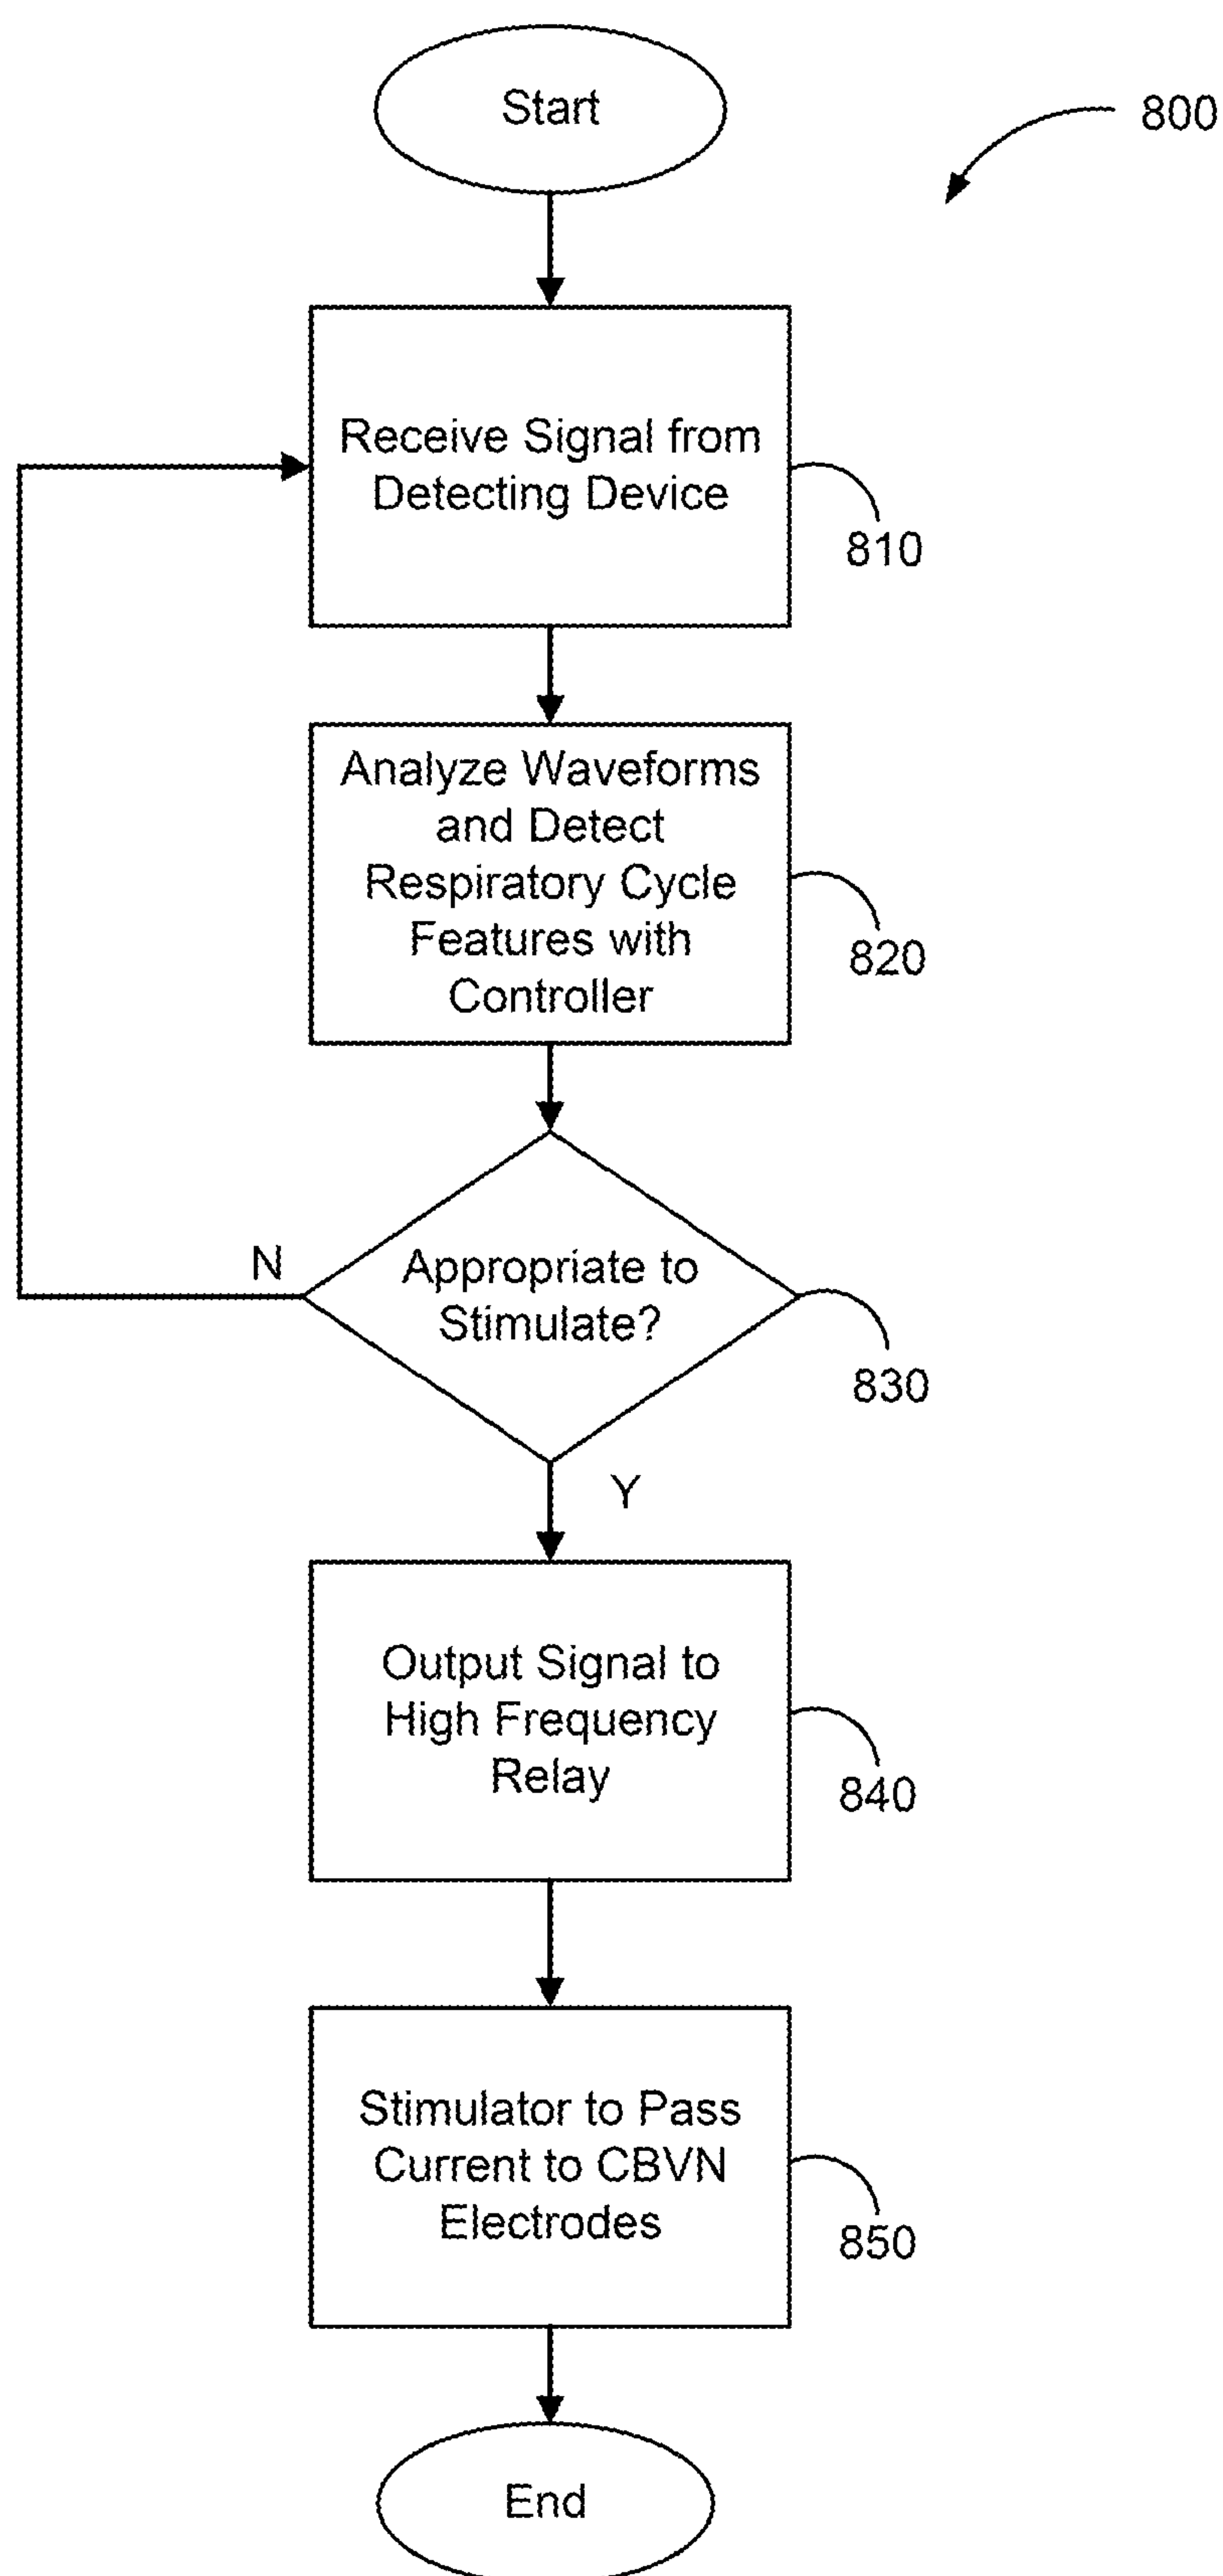 Start
800
Receive Signal from
Detecting Device
810
Analyze Waveforms
and Detect
Respiratory Cycle
Features with
Controller
820
N
Appropriate to
Stimulate?
830
Y
Output Signal to
High Frequency
Relay
840
Stimulator to Pass
Current to CBVN
Electrodes
850
End